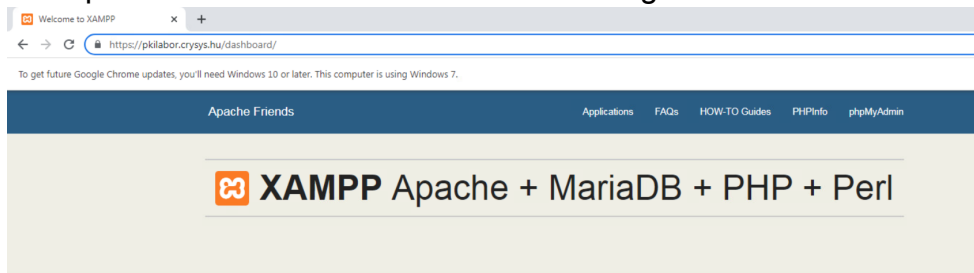 Welcome to XAMPP
https://pkilabor.crysys.hu/dashboard/
To get future Google Chrome updates, you'll need Windows 10 or later. This computer is using Windows 7.
Apache Friends Applications FAQs HOW-TO Guides PHPInfo phpMyAdmin
XAMPP Apache + MariaDB + PHP + Perl